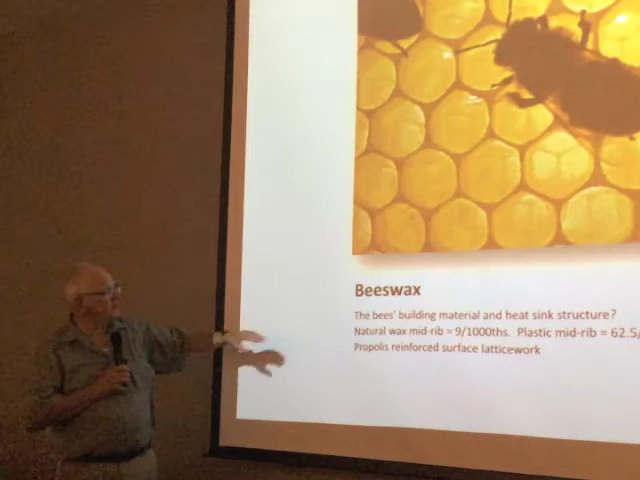 Beeswax
The bees' building material and heat sink structure?
Natural wax mid-rib = 9/1000ths. Plastic mid-rib = 62.5/
Propolis reinforced surface latticework